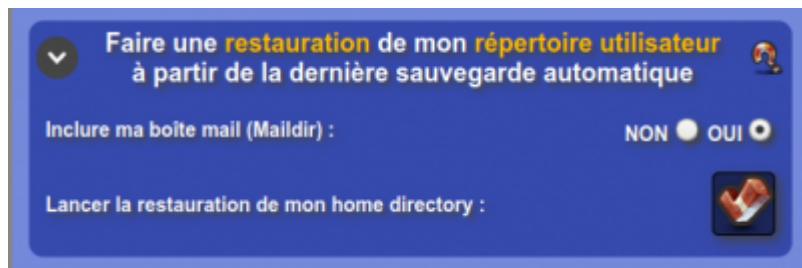 Faire une restauration de mon répertoire utilisateur
à partir de la dernière sauvegarde automatique
Inclure ma boîte mail (Maildir) : NON OUI
Lancer la restauration de mon home directory :